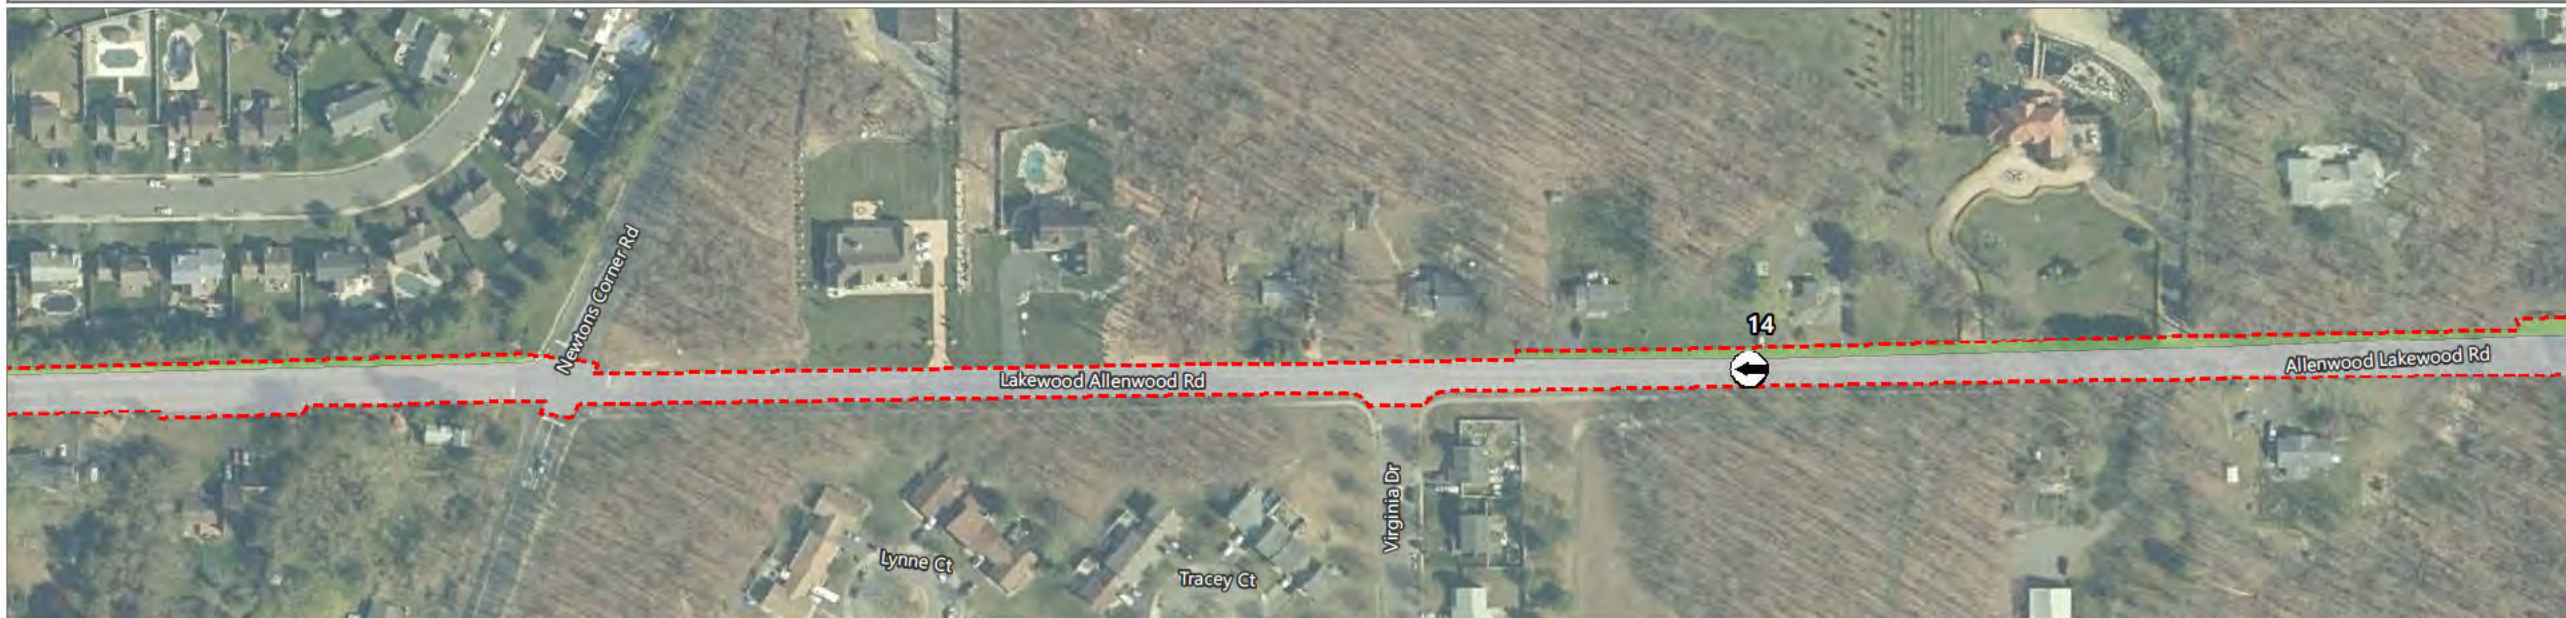 Newtons Corner Rd
14
Lakewood Allenwood Rd
Allenwood Lakewood Rd
Virginia Dr
Lynne Ct
Tracey Ct